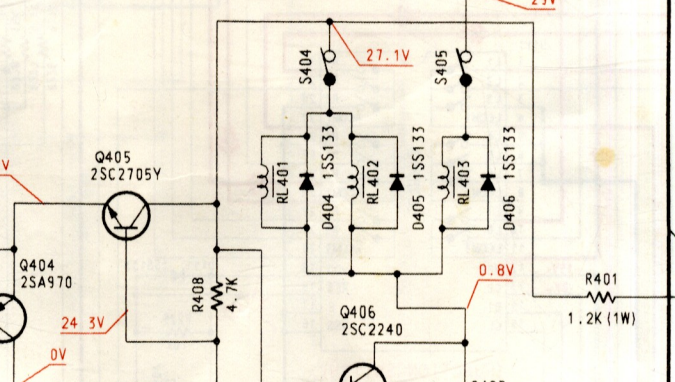 25V
S404
27.1V
S405
Q405
2SC2705Y
V
RL401
D404 1SS133
RL402
D405 1SS133
RL403
D406 1SS133
Q404
2SA970
R408
4.7K
0.8V
R401
1.2K(1W)
24 3V
Q406
2SC2240
0V